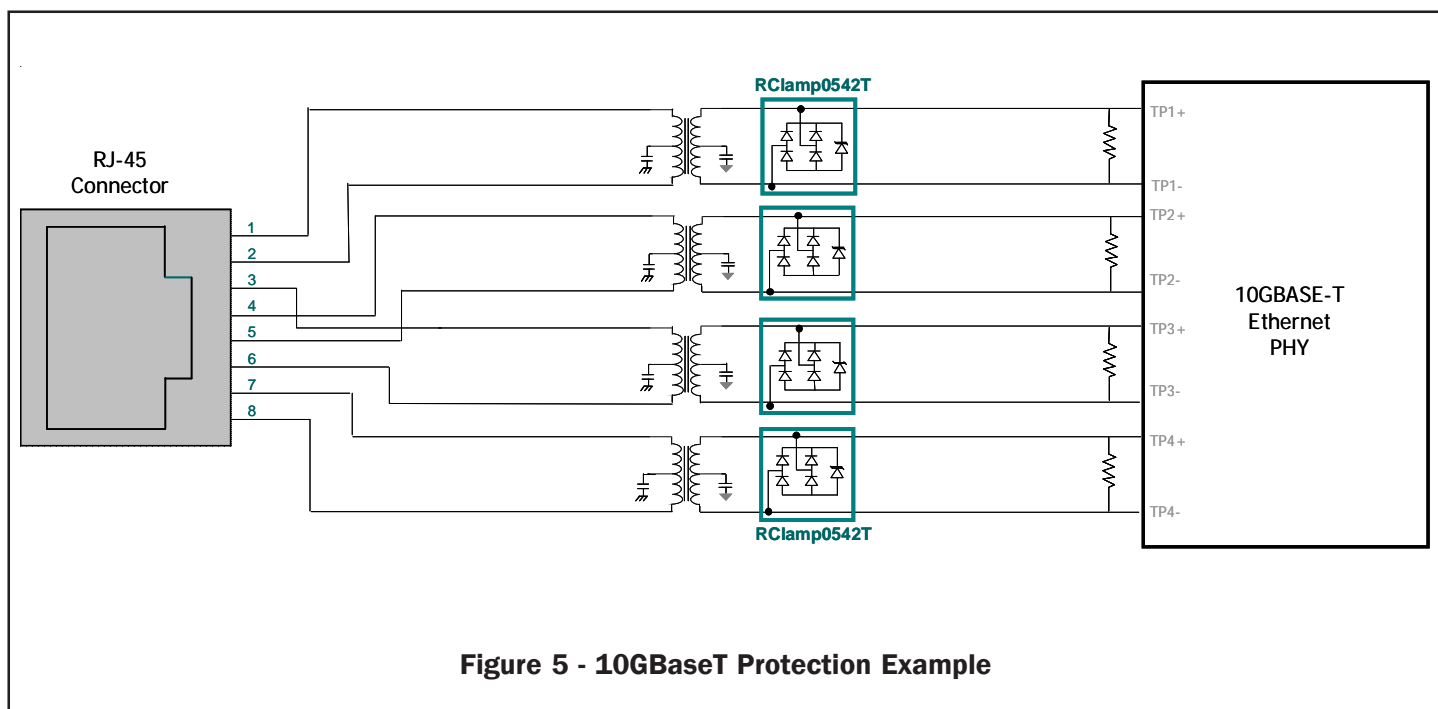 RClamp0542T
RJ-45
Connector
1
2
3
4
5
6
7
8
TP1+
TP1-
TP2+
TP2-
TP3+
TP3-
TP4+
TP4-
10GBASE-T
Ethernet
PHY
RClamp0542T
Figure 5 - 10GBaseT Protection Example